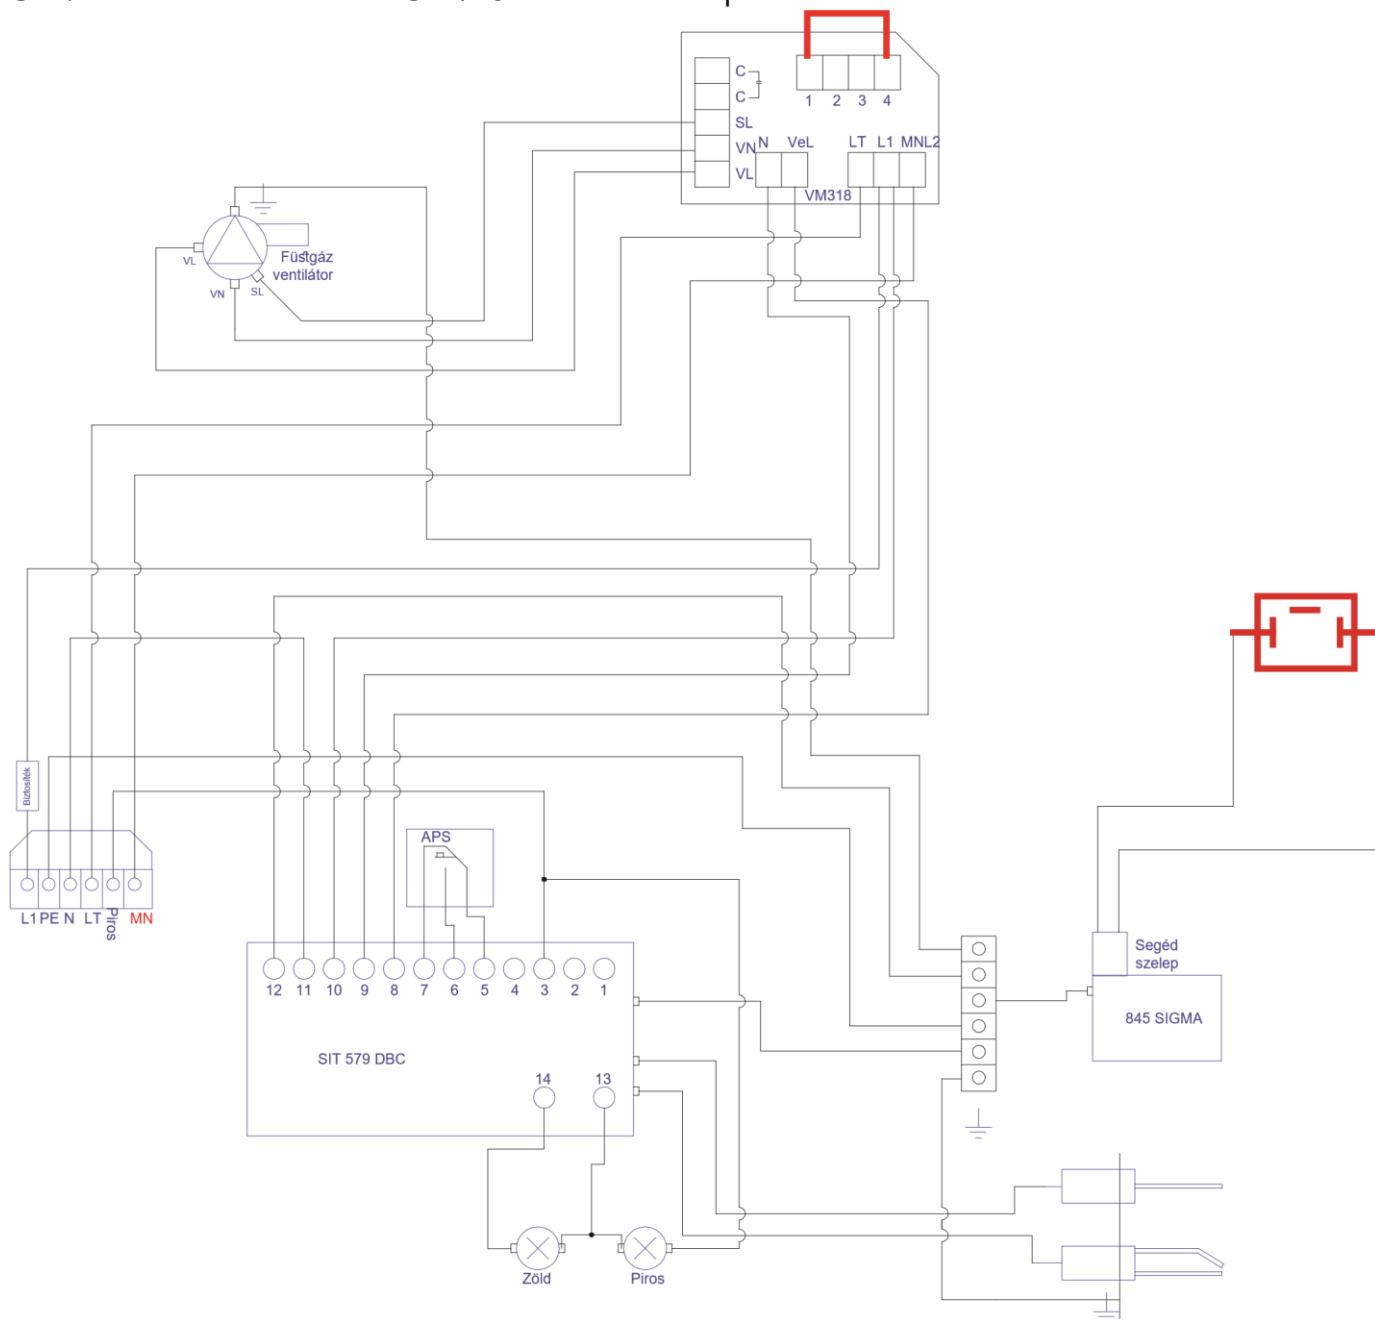 C
C
SL
VN
VL
1 2 3 4
N VeL LT L1 MNL2
VM318
VL
VN
SL
Füstgáz
ventilátor
Biztosíték
L1 PE N LT Piros MN
APS
12 11 10 9 8 7 6 5 4 3 2 1
SIT 579 DBC
14 13
Zöld
Piros
Segéd
szelep
845 SIGMA